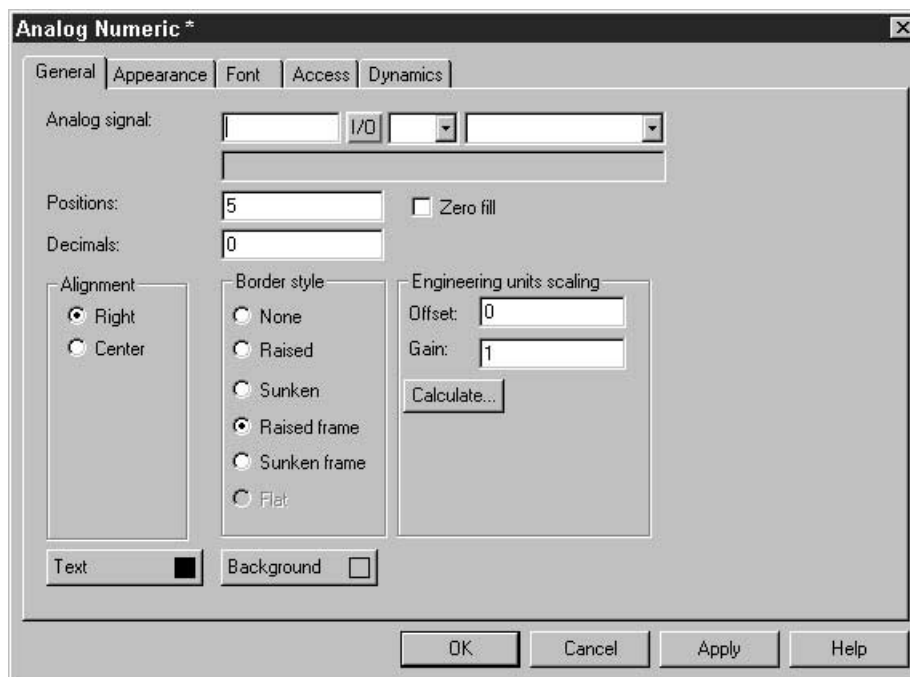 Analog Numeric *
General Appearance Font Access Dynamics
Analog signal: I/O
Positions: 5 Zero fill
Decimals: 0
Alignment Border style Engineering units scaling
Right None Offset: 0
Center Raised Gain: 1
Sunken Calculate...
Raised frame
Sunken frame
Flat
Text Background
OK Cancel Apply Help